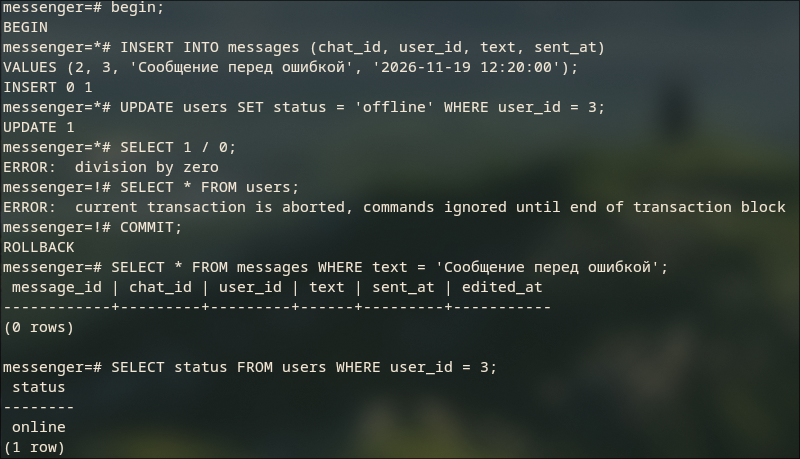 messenger=# begin;
BEGIN
messenger=*# INSERT INTO messages (chat_id, user_id, text, sent_at)
VALUES (2, 3, 'Сообщение перед ошибкой', '2026-11-19 12:20:00');
INSERT 0 1
messenger=*# UPDATE users SET status = 'offline' WHERE user_id = 3;
UPDATE 1
messenger=*# SELECT 1 / 0;
ERROR:  division by zero
messenger=!# SELECT * FROM users;
ERROR:  current transaction is aborted, commands ignored until end of transaction block
messenger=!# COMMIT;
ROLLBACK
messenger=# SELECT * FROM messages WHERE text = 'Сообщение перед ошибкой';
 message_id | chat_id | user_id | text | sent_at | edited_at
------------+---------+---------+------+---------+-----------
(0 rows)

messenger=# SELECT status FROM users WHERE user_id = 3;
 status
--------
 online
(1 row)